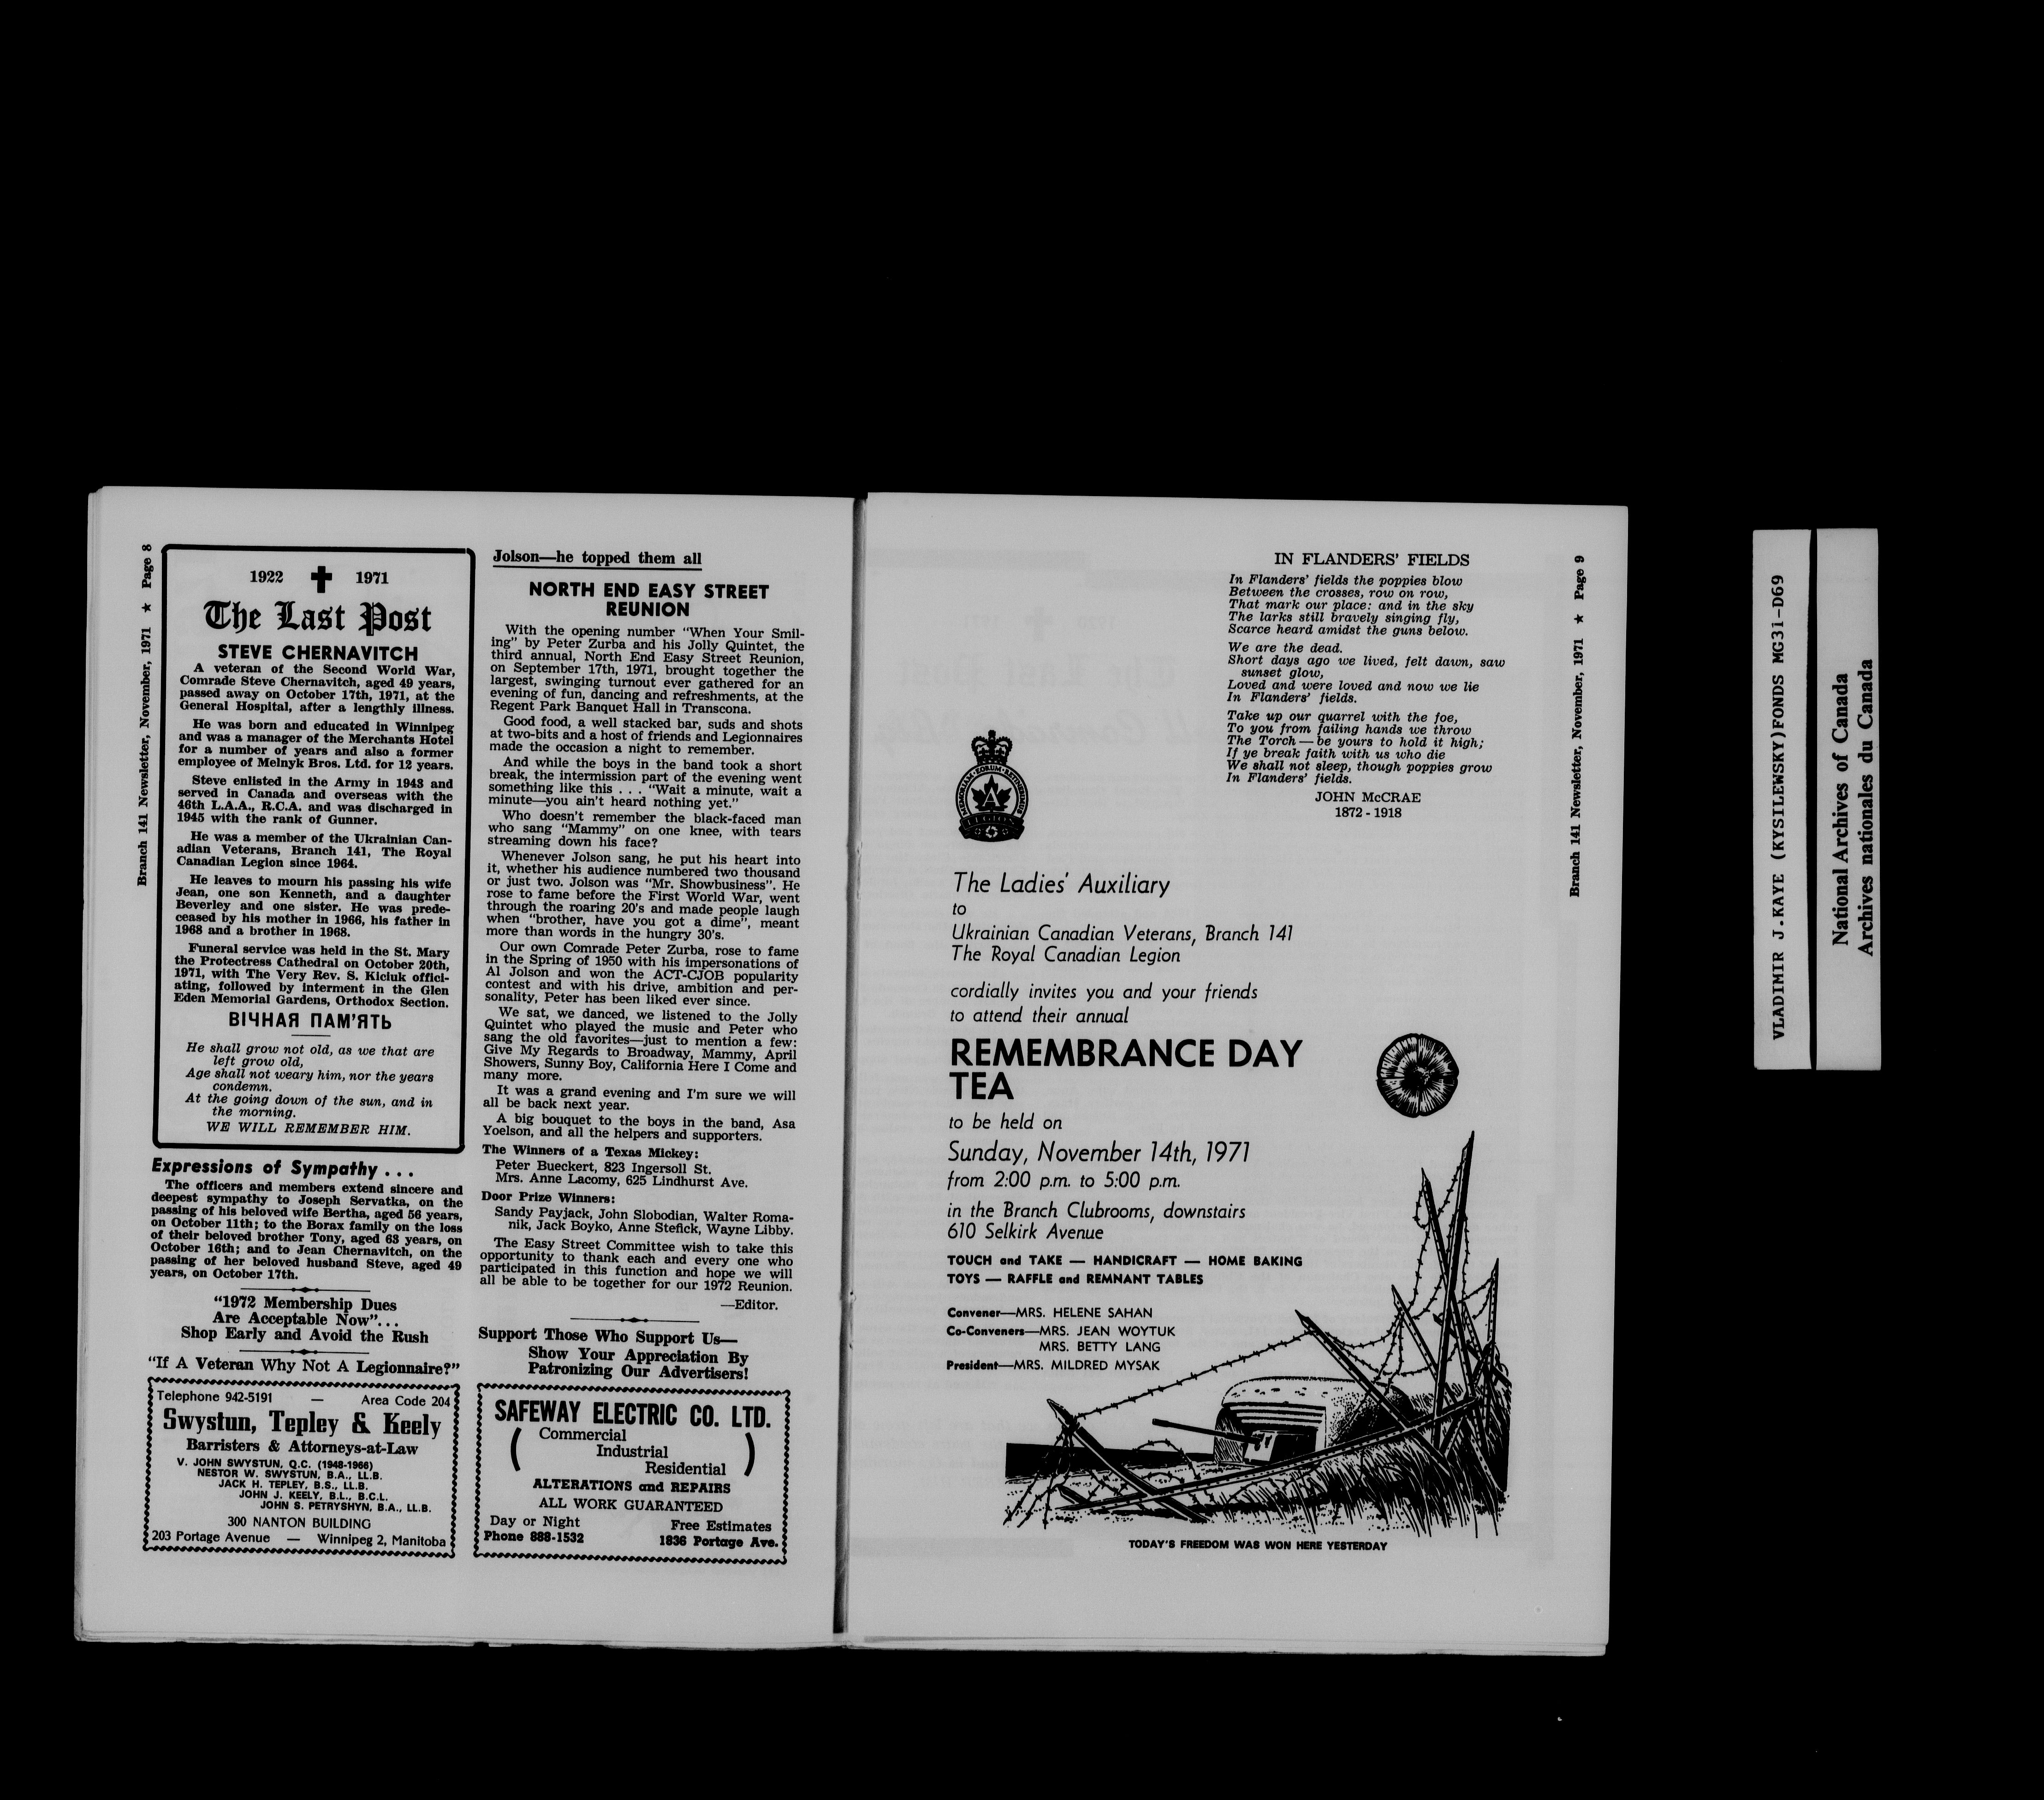 Branch 141 Newsletter, November, 1971 ★ Page 8
1922 ✝ 1971
The Last Post
STEVE CHERNAVITCH
A veteran of the Second World War,
Comrade Steve Chernavitch, aged 49 years,
passed away on October 17th, 1971, at the
General Hospital, after a lengthly illness.
He was born and educated in Winnipeg
and was a manager of the Merchants Hotel
for a number of years and also a former
employee of Melnyk Bros. Ltd. for 12 years.
Steve enlisted in the Army in 1943 and
served in Canada and overseas with the
46th L.A.A., R.C.A. and was discharged in
1945 with the rank of Gunner.
He was a member of the Ukrainian Can-
adian Veterans, Branch 141, The Royal
Canadian Legion since 1964.
He leaves to mourn his passing his wife
Jean, one son Kenneth, and a daughter
Beverley and one sister. He was prede-
ceased by his mother in 1966, his father in
1968 and a brother in 1968.
Funeral service was held in the St. Mary
the Protectress Cathedral on October 20th,
1971, with The Very Rev. S. Kiciuk offici-
ating, followed by interment in the Glen
Eden Memorial Gardens, Orthodox Section.
ВІЧНАЯ ПАМ'ЯТЬ
He shall grow not old, as we that are
left grow old,
Age shall not weary him, nor the years
condemn.
At the going down of the sun, and in
the morning.
WE WILL REMEMBER HIM.
Expressions of Sympathy . . .
The officers and members extend sincere and
deepest sympathy to Joseph Servatka, on the
passing of his beloved wife Bertha, aged 56 years,
on October 11th; to the Borax family on the loss
of their beloved brother Tony, aged 63 years, on
October 16th; and to Jean Chernavitch, on the
passing of her beloved husband Steve, aged 49
years, on October 17th.
"1972 Membership Dues
Are Acceptable Now". . .
Shop Early and Avoid the Rush
"If A Veteran Why Not A Legionnaire?"
Telephone 942-5191 — Area Code 204
Swystun, Tepley & Keely
Barristers & Attorneys-at-Law
V. JOHN SWYSTUN, Q.C. (1948-1966)
NESTOR W. SWYSTUN, B.A., LL.B.
JACK H. TEPLEY, B.S., LL.B.
JOHN J. KEELY, B.L., B.C.L.
JOHN S. PETRYSHYN, B.A., LL.B.
300 NANTON BUILDING
203 Portage Avenue — Winnipeg 2, Manitoba
Jolson—he topped them all
NORTH END EASY STREET
REUNION
With the opening number "When Your Smil-
ing" by Peter Zurba and his Jolly Quintet, the
third annual, North End Easy Street Reunion,
on September 17th, 1971, brought together the
largest, swinging turnout ever gathered for an
evening of fun, dancing and refreshments, at the
Regent Park Banquet Hall in Transcona.
Good food, a well stacked bar, suds and shots
at two-bits and a host of friends and Legionnaires
made the occasion a night to remember.
And while the boys in the band took a short
break, the intermission part of the evening went
something like this . . . "Wait a minute, wait a
minute—you ain't heard nothing yet."
Who doesn't remember the black-faced man
who sang "Mammy" on one knee, with tears
streaming down his face?
Whenever Jolson sang, he put his heart into
it, whether his audience numbered two thousand
or just two. Jolson was "Mr. Showbusiness". He
rose to fame before the First World War, went
through the roaring 20's and made people laugh
when "brother, have you got a dime", meant
more than words in the hungry 30's.
Our own Comrade Peter Zurba, rose to fame
in the Spring of 1950 with his impersonations of
Al Jolson and won the ACT-CJOB popularity
contest and with his drive, ambition and per-
sonality, Peter has been liked ever since.
We sat, we danced, we listened to the Jolly
Quintet who played the music and Peter who
sang the old favorites—just to mention a few:
Give My Regards to Broadway, Mammy, April
Showers, Sunny Boy, California Here I Come and
many more.
It was a grand evening and I'm sure we will
all be back next year.
A big bouquet to the boys in the band, Asa
Yoelson, and all the helpers and supporters.
The Winners of a Texas Mickey:
Peter Bueckert, 823 Ingersoll St.
Mrs. Anne Lacomy, 625 Lindhurst Ave.
Door Prize Winners:
Sandy Payjack, John Slobodian, Walter Roma-
nik, Jack Boyko, Anne Stefick, Wayne Libby.
The Easy Street Committee wish to take this
opportunity to thank each and every one who
participated in this function and hope we will
all be able to be together for our 1972 Reunion.
—Editor.
Support Those Who Support Us—
Show Your Appreciation By
Patronizing Our Advertisers!
SAFEWAY ELECTRIC CO. LTD.
( Commercial
Industrial
Residential )
ALTERATIONS and REPAIRS
ALL WORK GUARANTEED
Day or Night Free Estimates
Phone 888-1532 1836 Portage Ave.
IN FLANDERS' FIELDS
In Flanders' fields the poppies blow
Between the crosses, row on row,
That mark our place: and in the sky
The larks still bravely singing fly,
Scarce heard amidst the guns below.
We are the dead.
Short days ago we lived, felt dawn, saw
sunset glow,
Loved and were loved and now we lie
In Flanders' fields.
Take up our quarrel with the foe,
To you from failing hands we throw
The Torch — be yours to hold it high;
If ye break faith with us who die
We shall not sleep, though poppies grow
In Flanders' fields.
JOHN McCRAE
1872 - 1918
MEMORIAM EORUM RETINEBIMUS
LEGION
The Ladies' Auxiliary
to
Ukrainian Canadian Veterans, Branch 141
The Royal Canadian Legion
cordially invites you and your friends
to attend their annual
REMEMBRANCE DAY
TEA
to be held on
Sunday, November 14th, 1971
from 2:00 p.m. to 5:00 p.m.
in the Branch Clubrooms, downstairs
610 Selkirk Avenue
TOUCH and TAKE — HANDICRAFT — HOME BAKING
TOYS — RAFFLE and REMNANT TABLES
Convener—MRS. HELENE SAHAN
Co-Conveners—MRS. JEAN WOYTUK
MRS. BETTY LANG
President—MRS. MILDRED MYSAK
TODAY'S FREEDOM WAS WON HERE YESTERDAY
Branch 141 Newsletter, November, 1971 ★ Page 9
VLADIMIR J.KAYE (KYSILEWSKY)FONDS MG31-D69
National Archives of Canada
Archives nationales du Canada